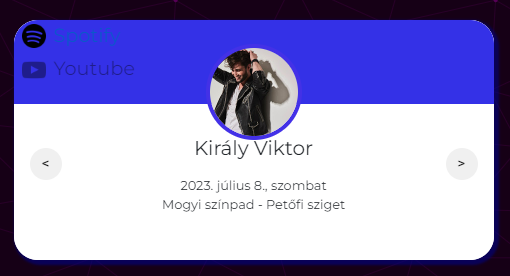 Spotify
Youtube
Király Viktor
<
>
2023. július 8., szombat
Mogyi színpad - Petőfi sziget